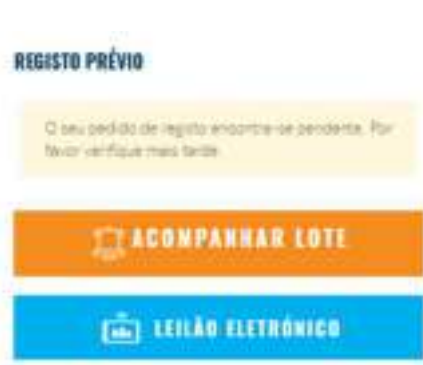 REGISTO PRÉVIO
O seu pedido de registo encontra-se pendente. Por
favor verifique mais tarde.
ACOMPANHAR LOTE
LEILÃO ELETRÓNICO